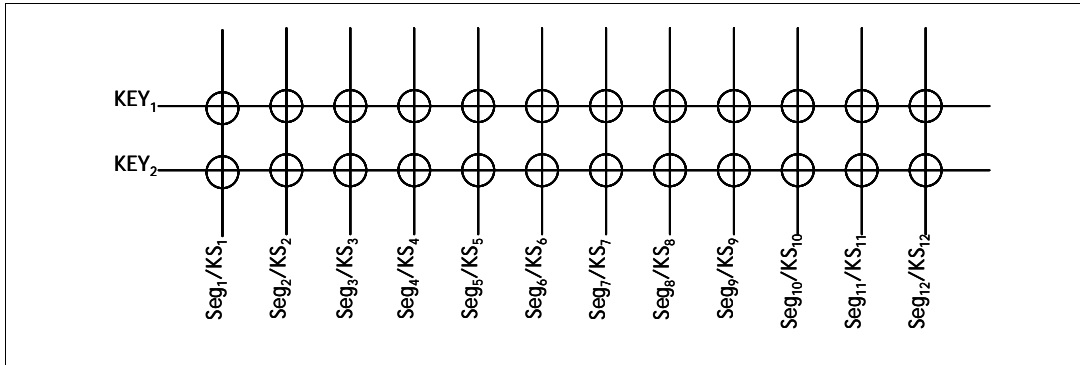 KEY₁
KEY₂
Seg₁/KS₁
Seg₂/KS₂
Seg₃/KS₃
Seg₄/KS₄
Seg₅/KS₅
Seg₆/KS₆
Seg₇/KS₇
Seg₈/KS₈
Seg₉/KS₉
Seg₁₀/KS₁₀
Seg₁₁/KS₁₁
Seg₁₂/KS₁₂